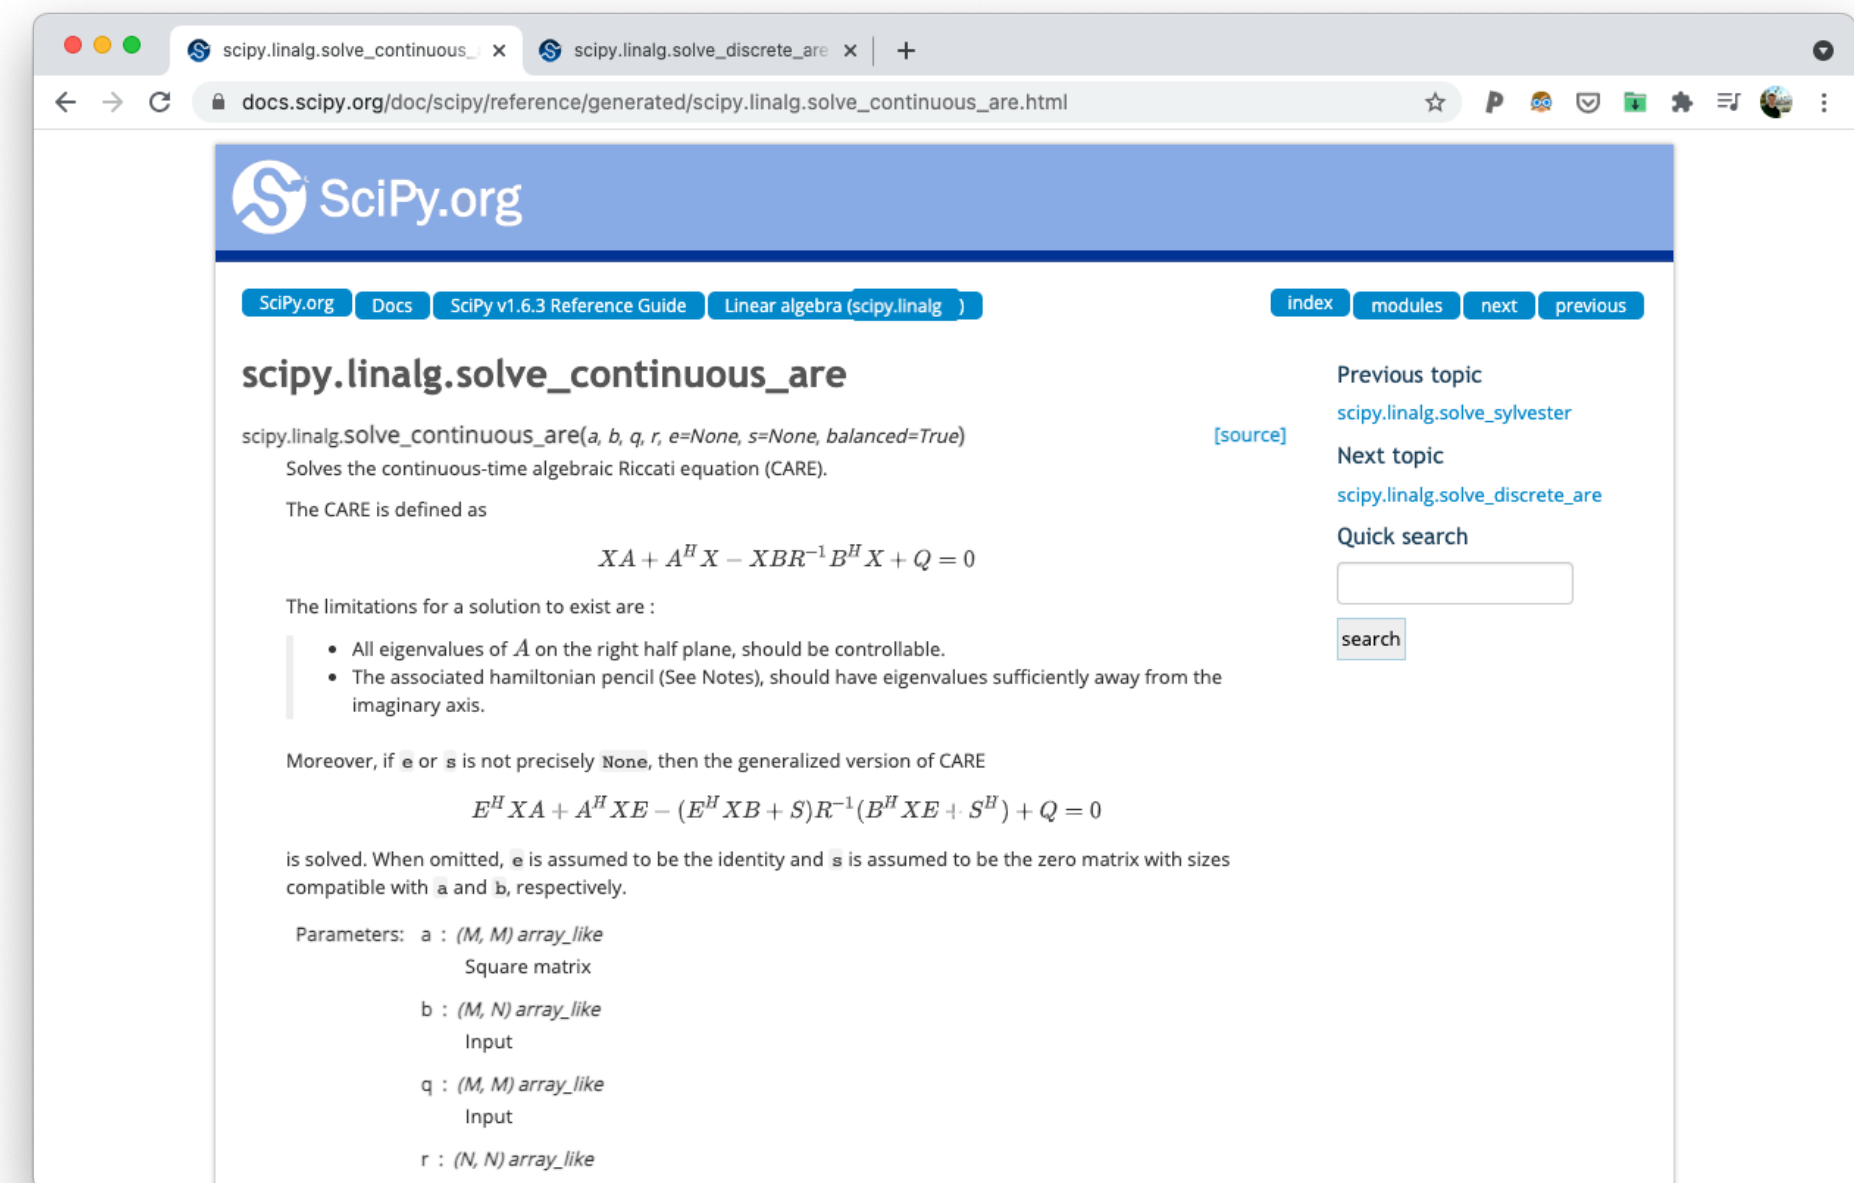 scipy.linalg.solve_continuous_
scipy.linalg.solve_discrete_are
docs.scipy.org/doc/scipy/reference/generated/scipy.linalg.solve_continuous_are.html
SciPy.org
SciPy.org Docs SciPy v1.6.3 Reference Guide Linear algebra (scipy.linalg )
index modules next previous
scipy.linalg.solve_continuous_are
scipy.linalg.solve_continuous_are(a, b, q, r, e=None, s=None, balanced=True) [source]
Solves the continuous-time algebraic Riccati equation (CARE).
The CARE is defined as
XA + A^H X − XBR^{−1}B^H X + Q = 0
The limitations for a solution to exist are :
• All eigenvalues of A on the right half plane, should be controllable.
• The associated hamiltonian pencil (See Notes), should have eigenvalues sufficiently away from the
imaginary axis.
Moreover, if e or s is not precisely None, then the generalized version of CARE
E^H XA + A^H XE − (E^H XB + S)R^{−1}(B^H XE + S^H) + Q = 0
is solved. When omitted, e is assumed to be the identity and s is assumed to be the zero matrix with sizes
compatible with a and b, respectively.
Parameters: a : (M, M) array_like
Square matrix
b : (M, N) array_like
Input
q : (M, M) array_like
Input
r : (N, N) array_like
Previous topic
scipy.linalg.solve_sylvester
Next topic
scipy.linalg.solve_discrete_are
Quick search
search